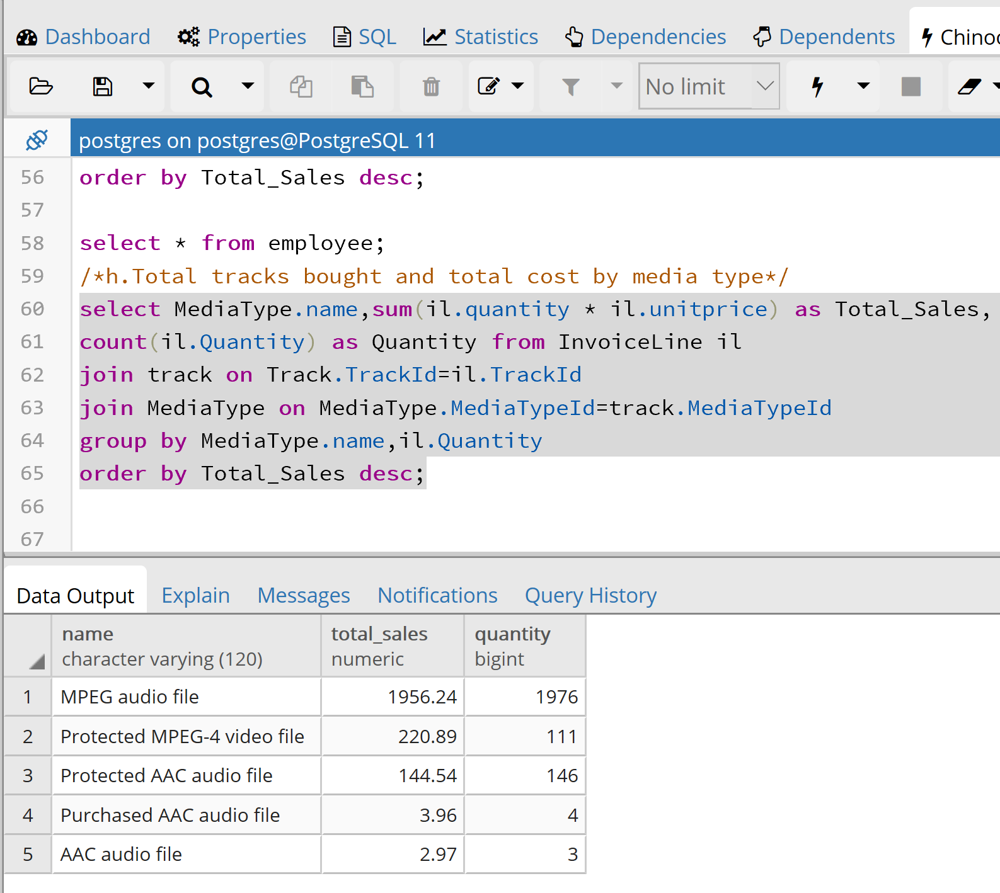 Dashboard Properties SQL Statistics Dependencies Dependents Chinoo
No limit
postgres on postgres@PostgreSQL 11
56 order by Total_Sales desc;
57
58 select * from employee;
59 /*h.Total tracks bought and total cost by media type*/
60 select MediaType.name,sum(il.quantity * il.unitprice) as Total_Sales,
61 count(il.Quantity) as Quantity from InvoiceLine il
62 join track on Track.TrackId=il.TrackId
63 join MediaType on MediaType.MediaTypeId=track.MediaTypeId
64 group by MediaType.name,il.Quantity
65 order by Total_Sales desc;
66
67
Data Output Explain Messages Notifications Query History
name total_sales quantity
character varying (120) numeric bigint
1 MPEG audio file 1956.24 1976
2 Protected MPEG-4 video file 220.89 111
3 Protected AAC audio file 144.54 146
4 Purchased AAC audio file 3.96 4
5 AAC audio file 2.97 3